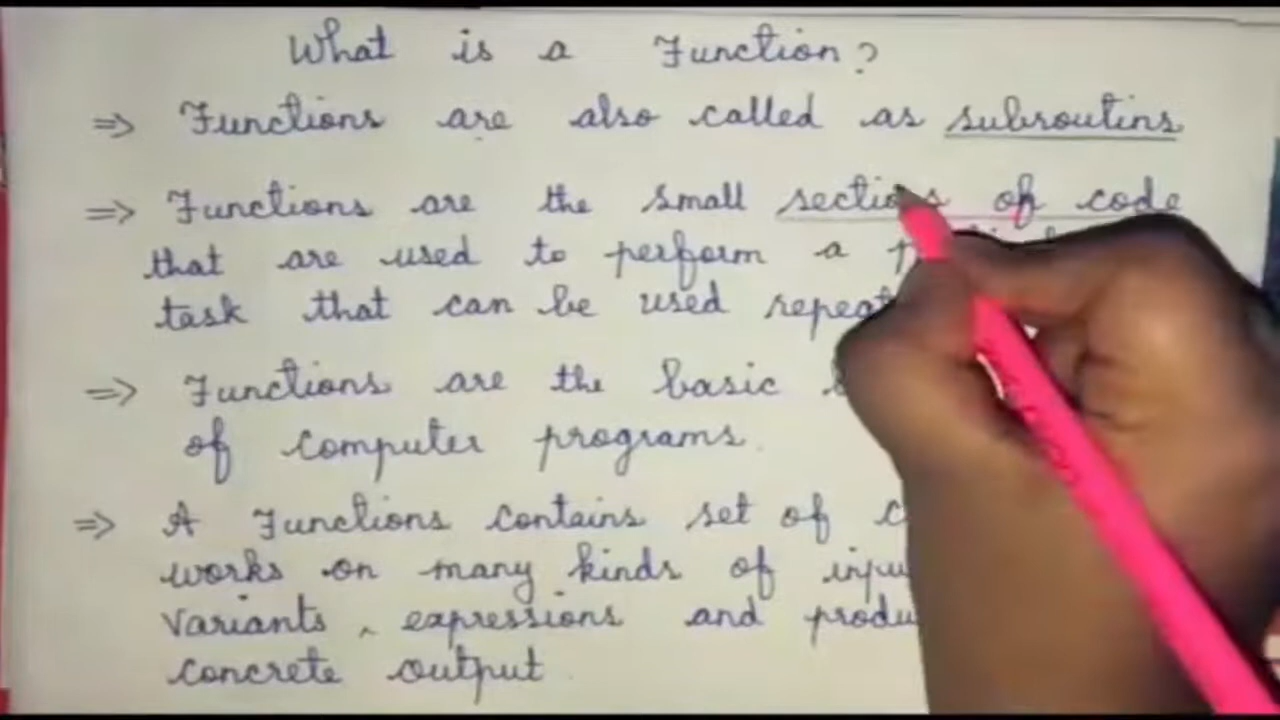 What is a Function?
⇒ Functions are also called as subroutins
⇒ Functions are the small sections of code
that are used to perform a
task that can be used
⇒ Functions are the basic
of computer programs.
⇒ A Functions contains set of
works on many kinds of
variants, expressions and
concrete output